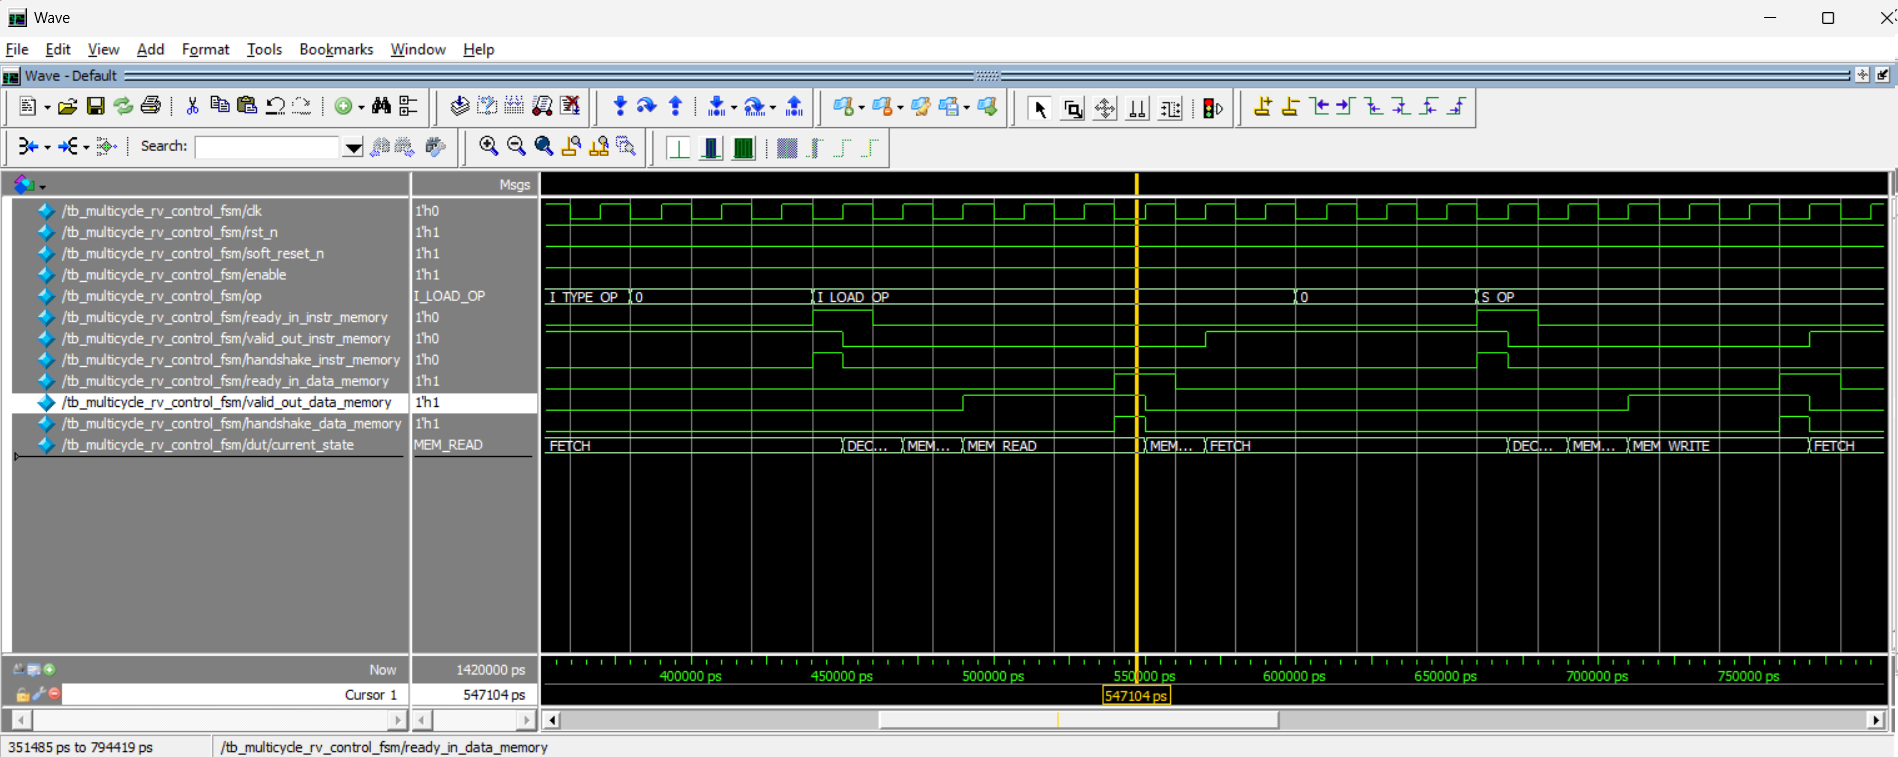 Wave
File Edit View Add Format Tools Bookmarks Window Help
Wave - Default
Search:
Msgs
/tb_multicycle_rv_control_fsm/clk 1'h0
/tb_multicycle_rv_control_fsm/rst_n 1'h1
/tb_multicycle_rv_control_fsm/soft_reset_n 1'h1
/tb_multicycle_rv_control_fsm/enable 1'h1
/tb_multicycle_rv_control_fsm/op I_LOAD_OP I_TYPE_OP 0 I_LOAD_OP 0 S_OP
/tb_multicycle_rv_control_fsm/ready_in_instr_memory 1'h0
/tb_multicycle_rv_control_fsm/valid_out_instr_memory 1'h0
/tb_multicycle_rv_control_fsm/handshake_instr_memory 1'h0
/tb_multicycle_rv_control_fsm/ready_in_data_memory 1'h1
/tb_multicycle_rv_control_fsm/valid_out_data_memory 1'h1
/tb_multicycle_rv_control_fsm/handshake_data_memory 1'h1
/tb_multicycle_rv_control_fsm/dut/current_state MEM_READ FETCH DEC... MEM... MEM_READ MEM... FETCH DEC... MEM... MEM_WRITE FETCH
Now 1420000 ps 400000 ps 450000 ps 500000 ps 550000 ps 600000 ps 650000 ps 700000 ps 750000 ps
Cursor 1 547104 ps 547104 ps
351485 ps to 794419 ps /tb_multicycle_rv_control_fsm/ready_in_data_memory